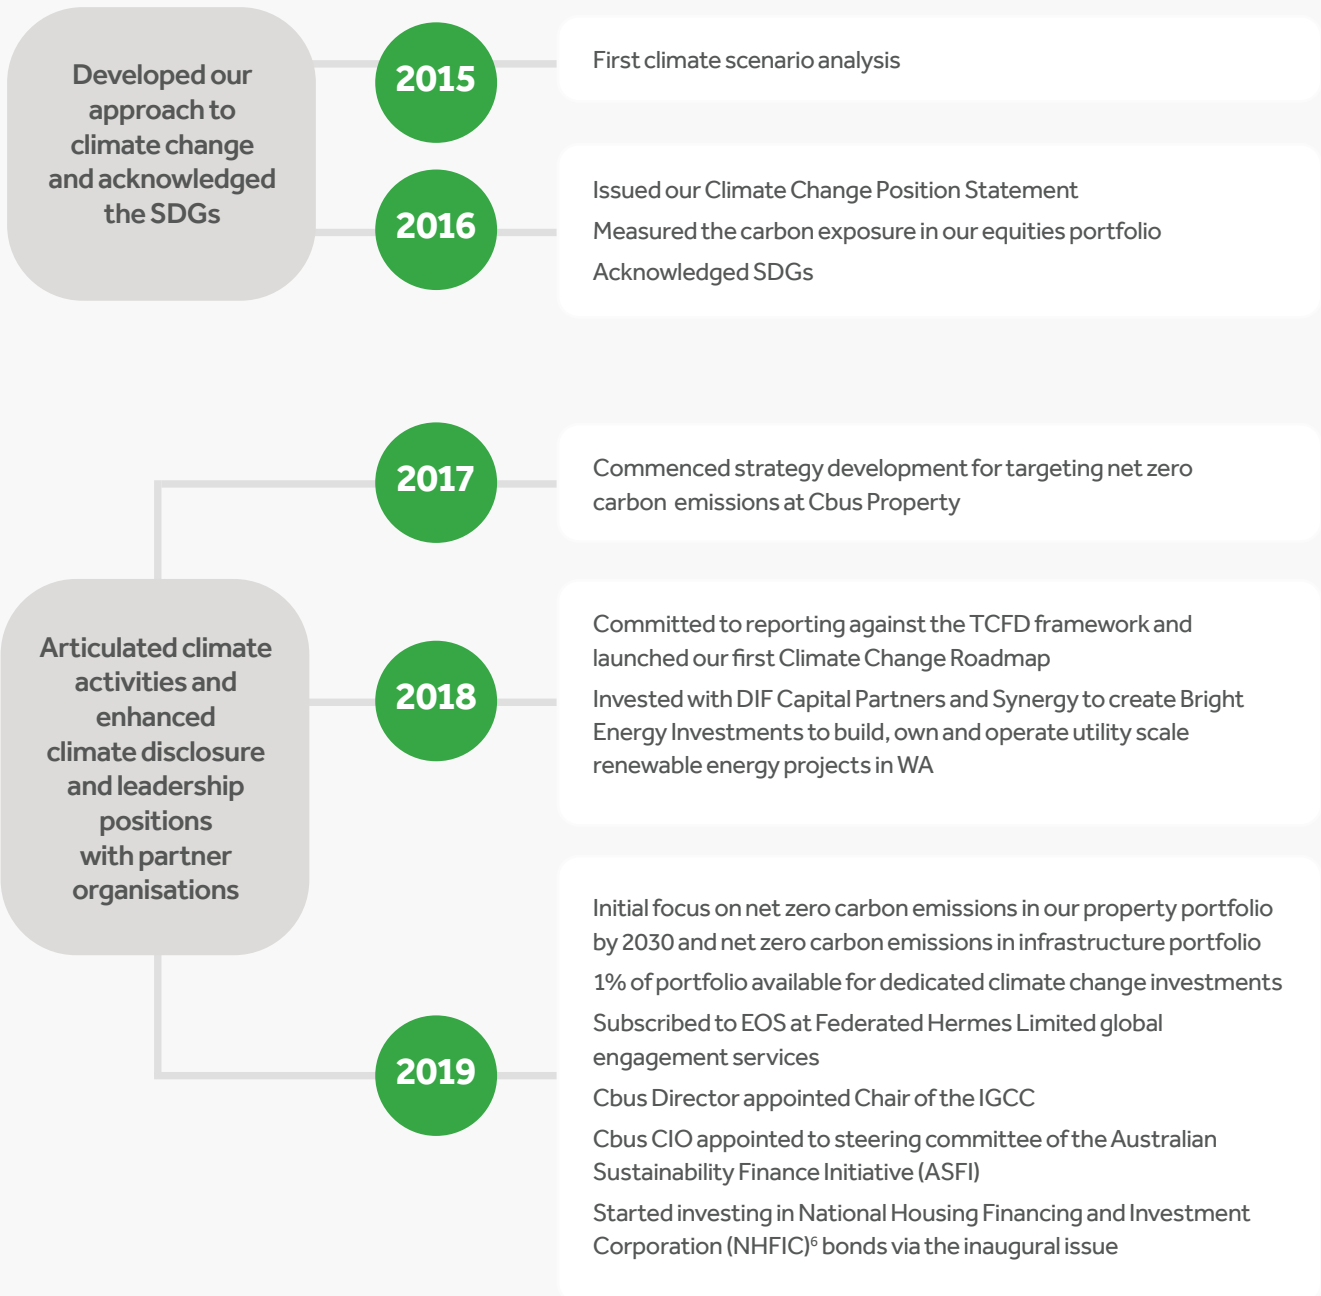 Developed our
approach to
climate change
and acknowledged
the SDGs
2015
First climate scenario analysis
2016
Issued our Climate Change Position Statement
Measured the carbon exposure in our equities portfolio
Acknowledged SDGs
Articulated climate
activities and
enhanced
climate disclosure
and leadership
positions
with partner
organisations
2017
Commenced strategy development for targeting net zero
carbon emissions at Cbus Property
2018
Committed to reporting against the TCFD framework and
launched our first Climate Change Roadmap
Invested with DIF Capital Partners and Synergy to create Bright
Energy Investments to build, own and operate utility scale
renewable energy projects in WA
2019
Initial focus on net zero carbon emissions in our property portfolio
by 2030 and net zero carbon emissions in infrastructure portfolio
1% of portfolio available for dedicated climate change investments
Subscribed to EOS at Federated Hermes Limited global
engagement services
Cbus Director appointed Chair of the IGCC
Cbus CIO appointed to steering committee of the Australian
Sustainability Finance Initiative (ASFI)
Started investing in National Housing Financing and Investment
Corporation (NHFIC)⁶ bonds via the inaugural issue